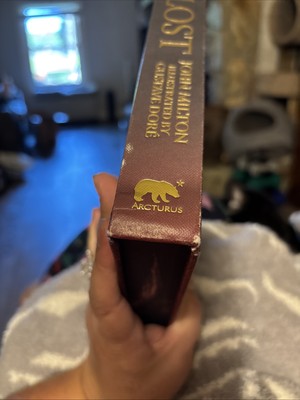 LOST
JOHN MILTON
ILLUSTRATED BY
GUSTAVE DORÉ
ARCTURUS